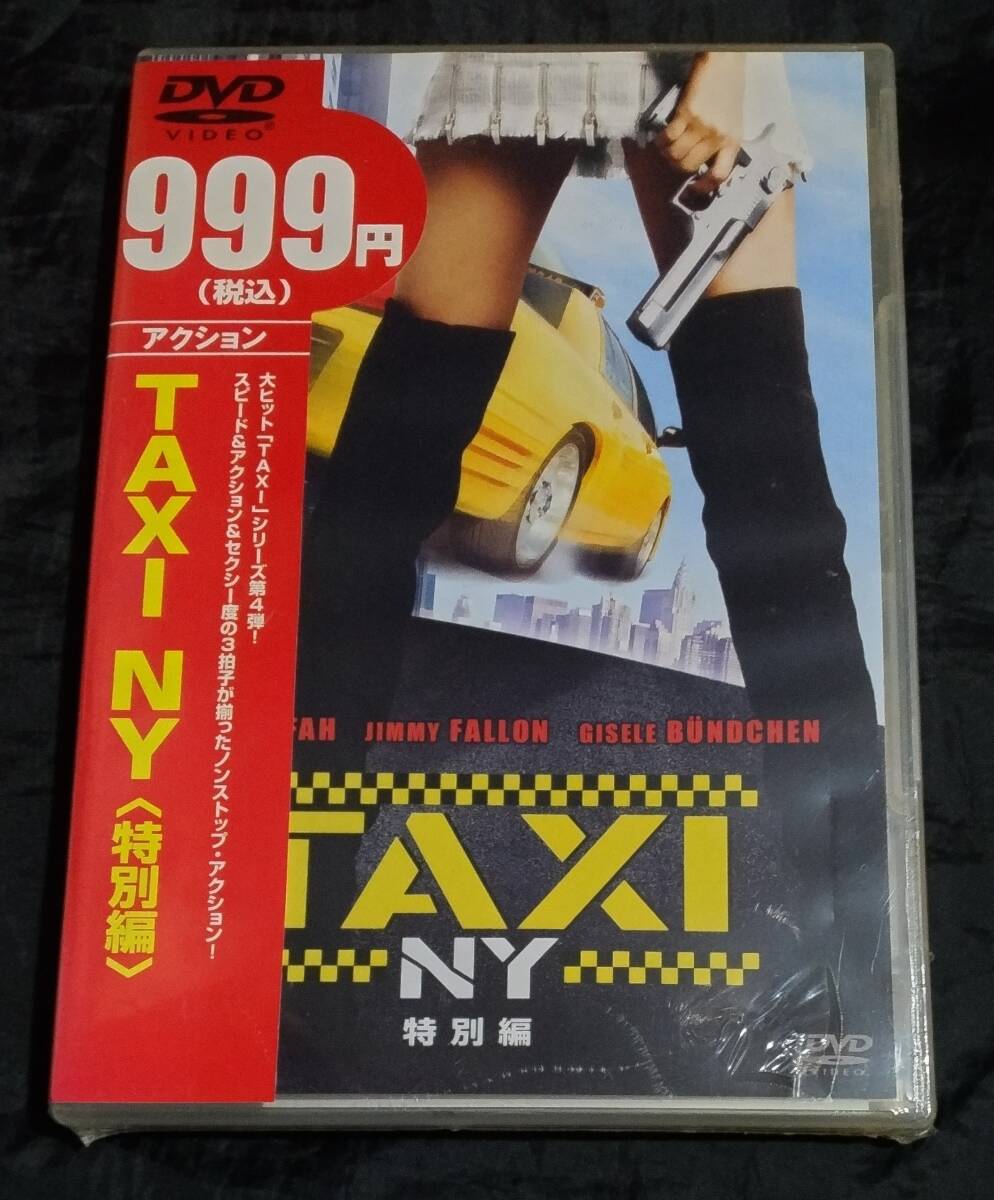 DVD
VIDEO
999円
(税込)
アクション
大ヒット「TAXI」シリーズ第4弾!
スピード&アクション&セクシー度の3拍子が揃ったノンストップ・アクション!
TAXI NY〈特別編〉
FAH JIMMY FALLON GISELE BÜNDCHEN
TAXI
NY
特別編
DVD
VIDEO